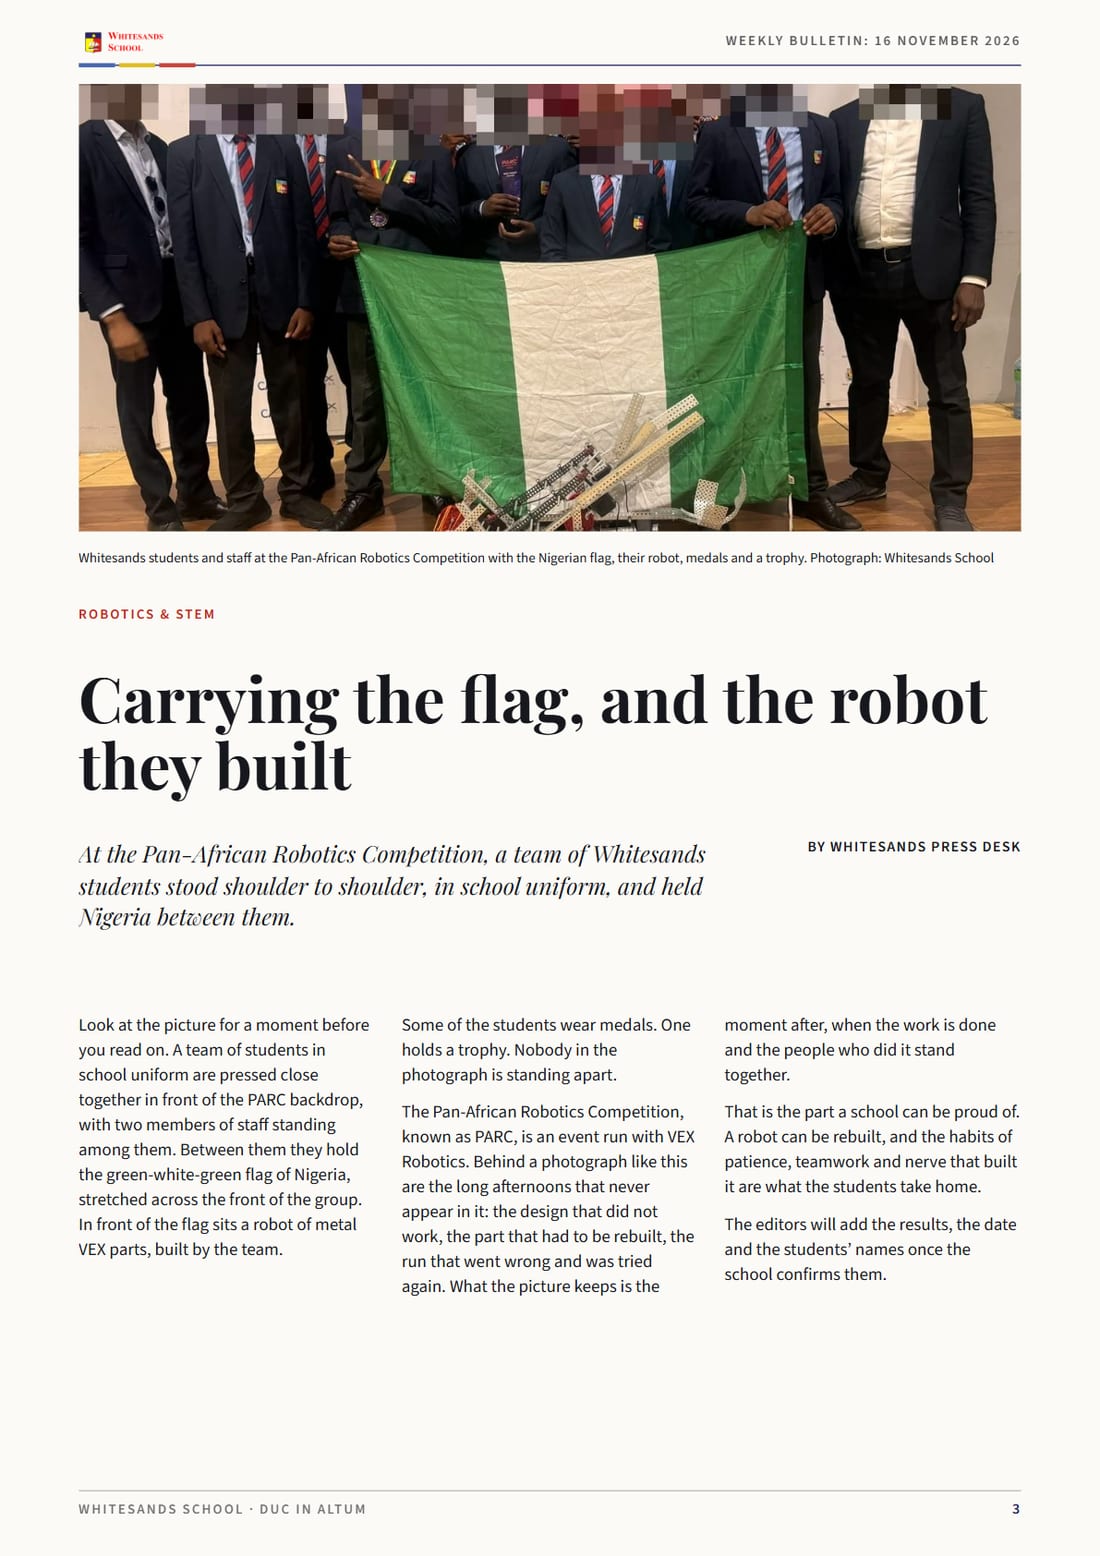 WHITESANDS
SCHOOL
WEEKLY BULLETIN: 16 NOVEMBER 2026
PARC
Whitesands students and staff at the Pan-African Robotics Competition with the Nigerian flag, their robot, medals and a trophy. Photograph: Whitesands School
ROBOTICS & STEM
Carrying the flag, and the robot
they built
At the Pan-African Robotics Competition, a team of Whitesands
students stood shoulder to shoulder, in school uniform, and held
Nigeria between them.
BY WHITESANDS PRESS DESK
Look at the picture for a moment before
you read on. A team of students in
school uniform are pressed close
together in front of the PARC backdrop,
with two members of staff standing
among them. Between them they hold
the green-white-green flag of Nigeria,
stretched across the front of the group.
In front of the flag sits a robot of metal
VEX parts, built by the team.
Some of the students wear medals. One
holds a trophy. Nobody in the
photograph is standing apart.
The Pan-African Robotics Competition,
known as PARC, is an event run with VEX
Robotics. Behind a photograph like this
are the long afternoons that never
appear in it: the design that did not
work, the part that had to be rebuilt, the
run that went wrong and was tried
again. What the picture keeps is the
moment after, when the work is done
and the people who did it stand
together.
That is the part a school can be proud of.
A robot can be rebuilt, and the habits of
patience, teamwork and nerve that built
it are what the students take home.
The editors will add the results, the date
and the students’ names once the
school confirms them.
WHITESANDS SCHOOL · DUC IN ALTUM
3